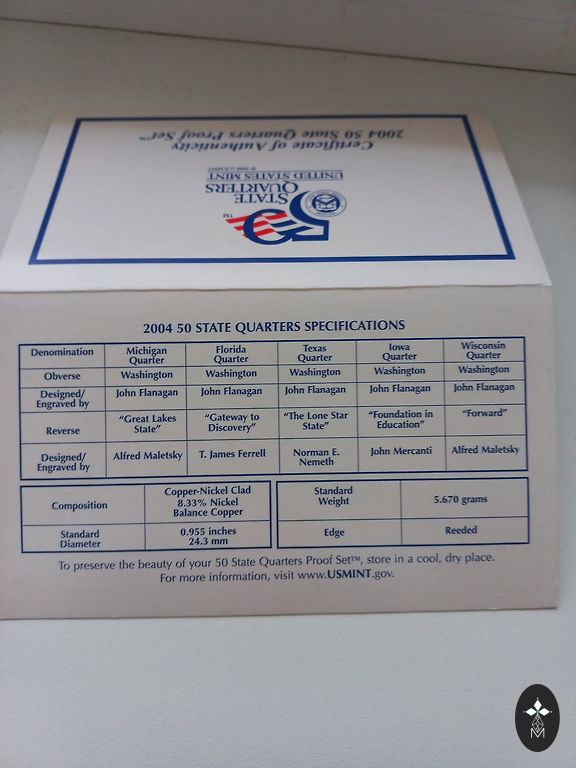 Certificate of Authenticity
2004 50 State Quarters Proof Set™
50
TM
STATE
QUARTERS
UNITED STATES MINT
2004 50 STATE QUARTERS SPECIFICATIONS
Denomination Michigan Quarter Florida Quarter Texas Quarter Iowa Quarter Wisconsin Quarter
Obverse Washington Washington Washington Washington Washington
Designed/ Engraved by John Flanagan John Flanagan John Flanagan John Flanagan John Flanagan
Reverse “Great Lakes State” “Gateway to Discovery” “The Lone Star State” “Foundation in Education” “Forward”
Designed/ Engraved by Alfred Maletsky T. James Ferrell Norman E. Nemeth John Mercanti Alfred Maletsky
Composition Copper-Nickel Clad 8.33% Nickel Balance Copper
Standard Diameter 0.955 inches 24.3 mm
Standard Weight 5.670 grams
Edge Reeded
To preserve the beauty of your 50 State Quarters Proof Set™, store in a cool, dry place.
For more information, visit www.USMINT.gov.